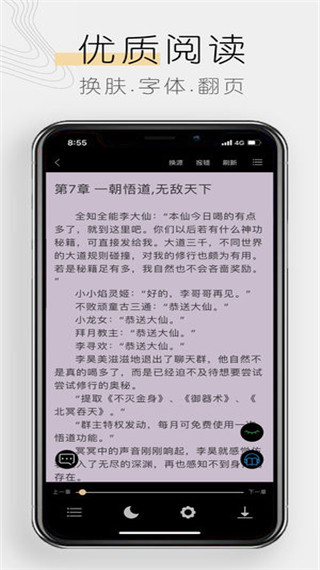 优质阅读
换肤.字体.翻页
8:55
4G
换源 报错 刷新
第7章 一朝悟道,无敌天下
全知全能李大仙:“本仙今日喝的有点
多了，就到这里吧。你们以后若有什么神功
秘籍，可直接发给我。大道三千，不同世界
的大道规则碰撞，对我的修行也颇为有用。
若是秘籍足有多，我自然也不会吝啬奖励。
”
小小焰灵姬:“好的，李哥哥再见。”
不败顽童古三通:“恭送大仙。”
小龙女:“恭送大仙。”
拜月教主:“恭送大仙。”
李寻欢:“恭送大仙。”
李昊美滋滋地退出了聊天群，他自然不
是真的喝多了，而是已经迫不及待想要尝试
尝试修行的奥秘。
“提取《不灭金身》、《御器术》、《
北冥吞天》。”
“群主特权发动，每月可免费使用一
悟道功能。”
冥冥中的声音刚刚响起，李昊就感觉
入了无尽的深渊，再也感知不到身
存在。
上一章 下一章